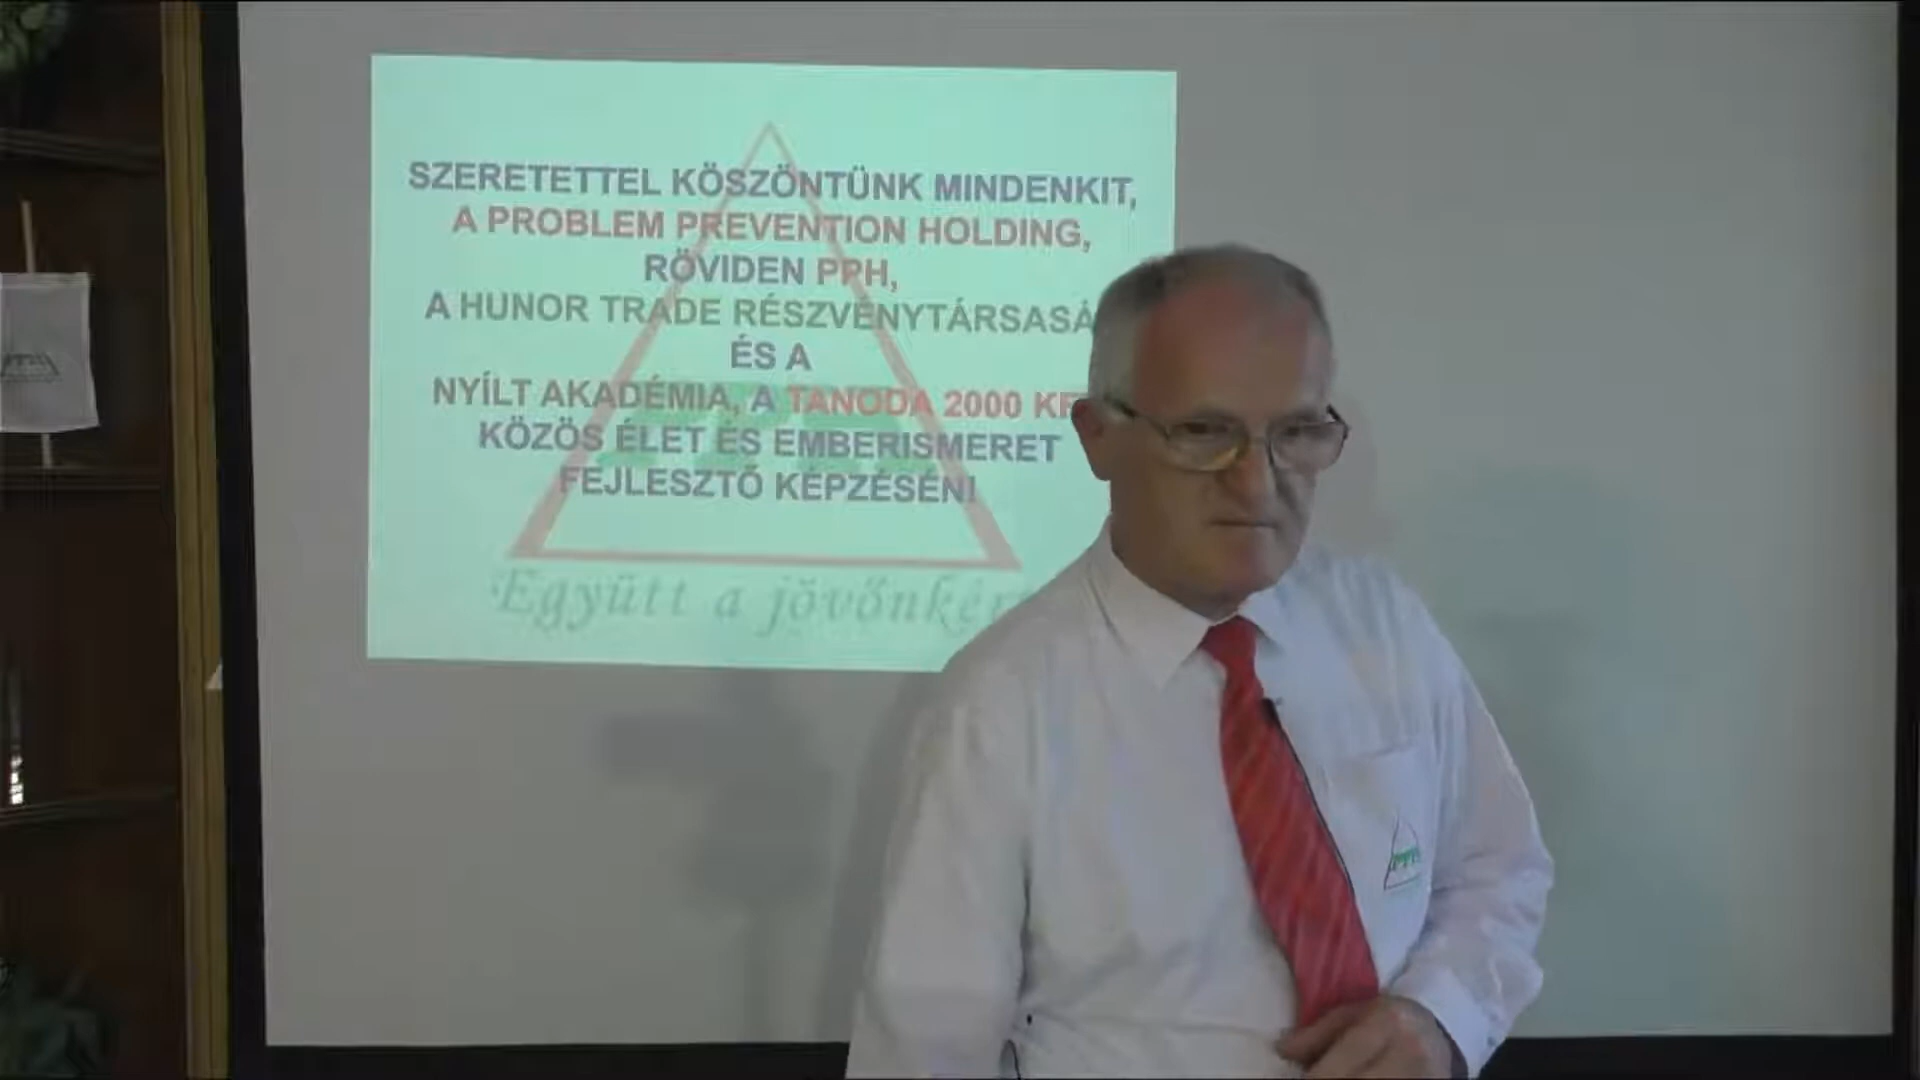 SZERETETTEL KÖSZÖNTÜNK MINDENKIT,
A PROBLEM PREVENTION HOLDING,
RÖVIDEN PPH,
A HUNOR TRADE RÉSZVÉNYTÁRSASÁ
ÉS A
NYÍLT AKADÉMIA, A TANODA 2000 KF
KÖZÖS ÉLET ÉS EMBERISMERET
FEJLESZTŐ KÉPZÉSÉN!
Együtt a jövőnkér